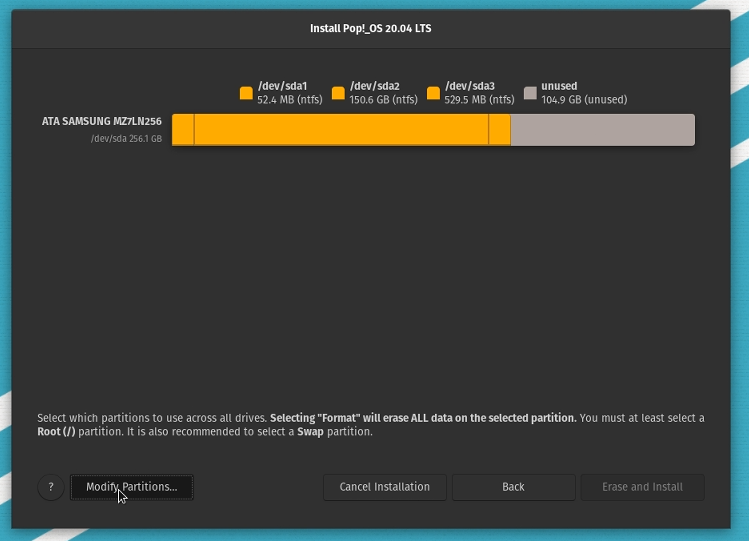 Install Pop!_OS 20.04 LTS
/dev/sda1
52.4 MB (ntfs)
/dev/sda2
150.6 GB (ntfs)
/dev/sda3
529.5 MB (ntfs)
unused
104.9 GB (unused)
ATA SAMSUNG MZ7LN256
/dev/sda 256.1 GB
Select which partitions to use across all drives. Selecting "Format" will erase ALL data on the selected partition. You must at least select a
Root (/) partition. It is also recommended to select a Swap partition.
?
Modify Partitions...
Cancel Installation
Back
Erase and Install